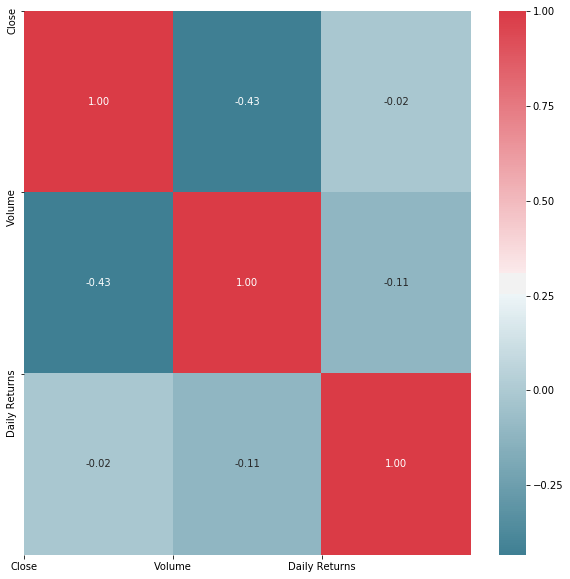 Close
1.00 -0.43 -0.02
Volume
-0.43 1.00 -0.11
Daily Returns
-0.02 -0.11 1.00
Close Volume Daily Returns
1.00
0.75
0.50
0.25
0.00
−0.25